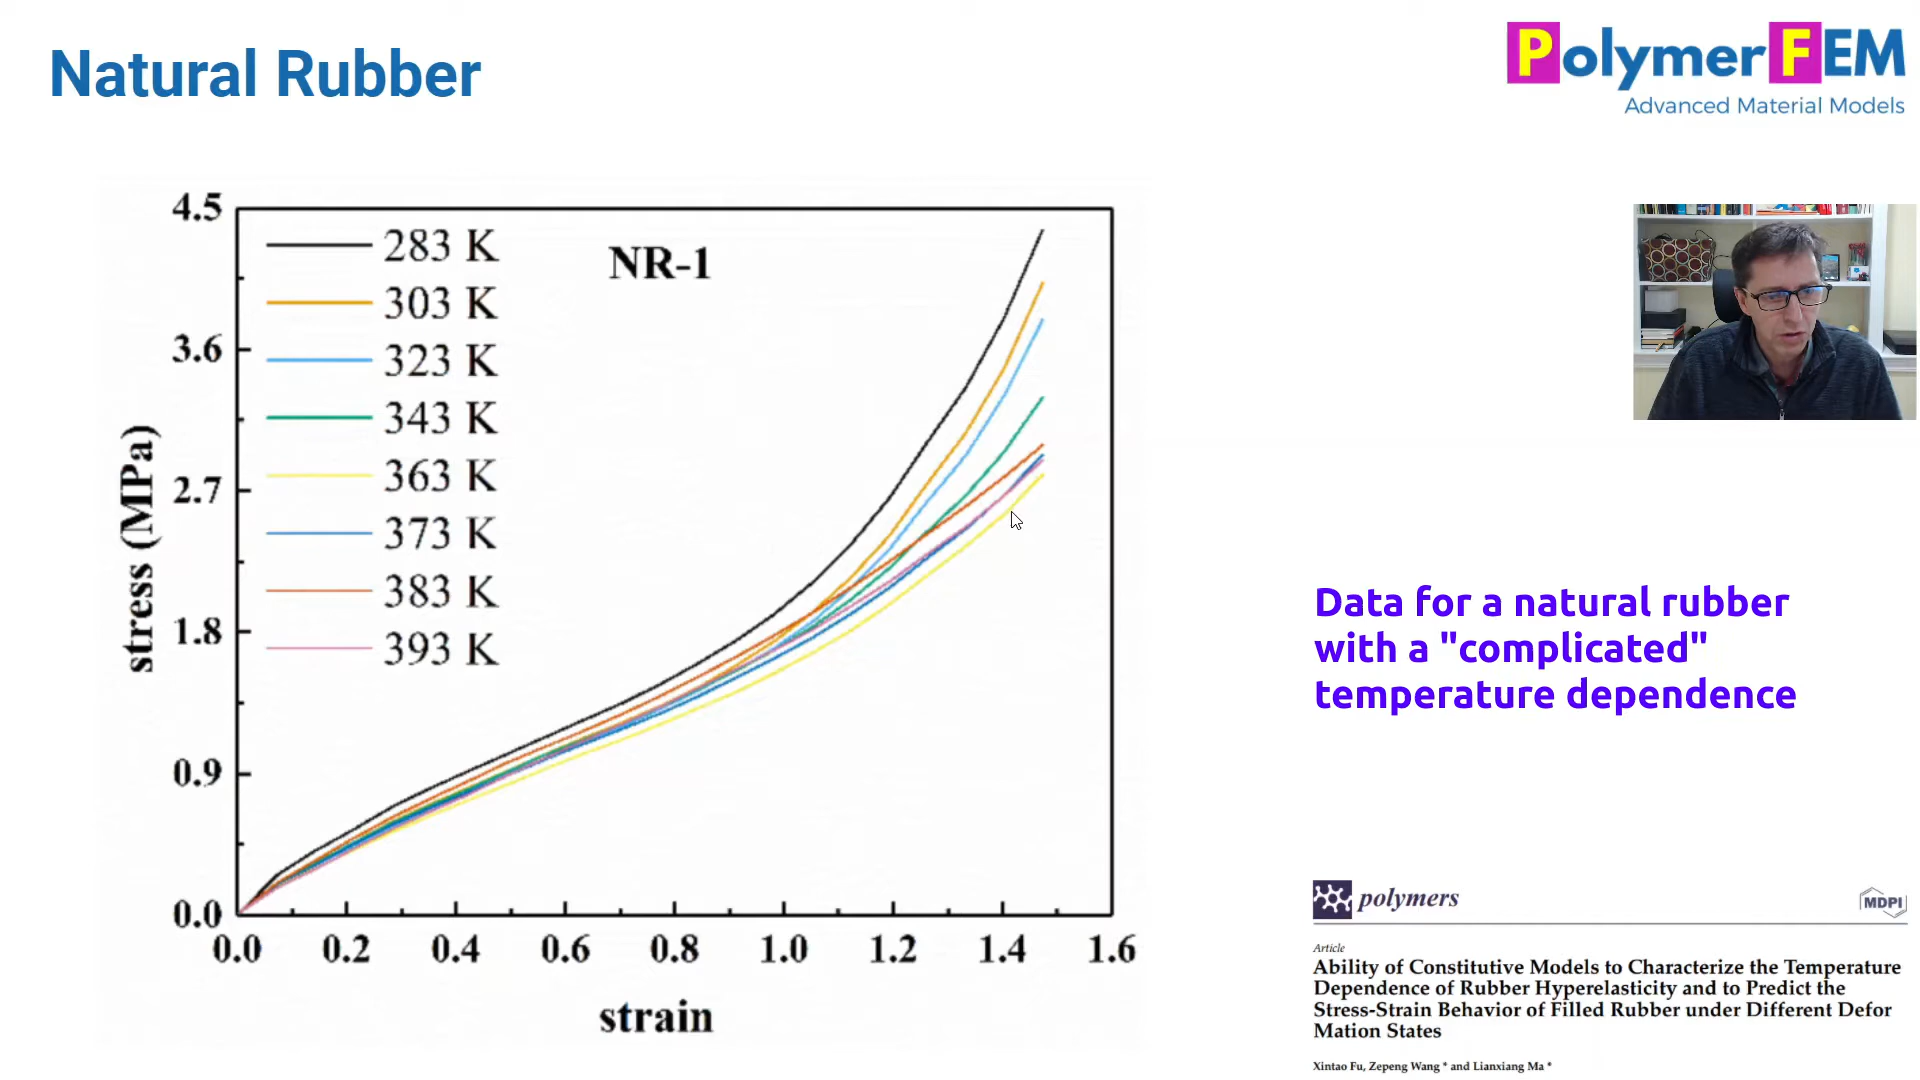 Natural Rubber
PolymerFEM
Advanced Material Models
4.5
3.6
2.7
1.8
0.9
0.0
stress (MPa)
283 K
303 K
323 K
343 K
363 K
373 K
383 K
393 K
NR-1
0.0 0.2 0.4 0.6 0.8 1.0 1.2 1.4 1.6
strain
Data for a natural rubber
with a "complicated"
temperature dependence
polymers
MDPI
Article
Ability of Constitutive Models to Characterize the Temperature
Dependence of Rubber Hyperelasticity and to Predict the
Stress-Strain Behavior of Filled Rubber under Different Defor
Mation States
Xintao Fu, Zepeng Wang * and Lianxiang Ma *